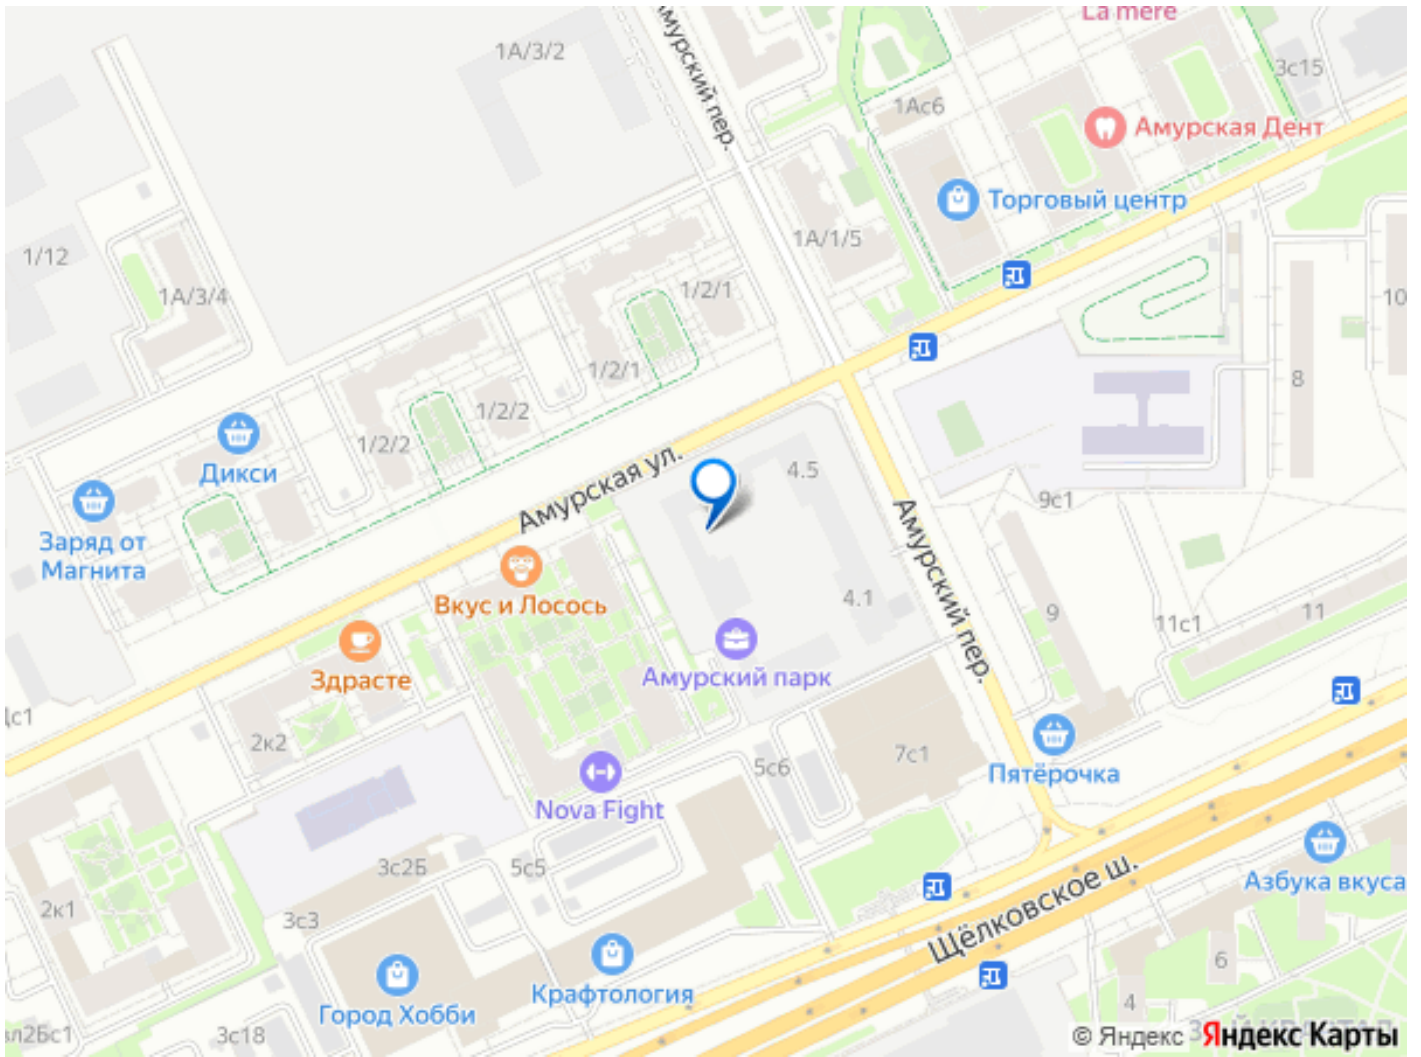 La mere
1А/3/2
Амурский пер.
3с15
1Ас6
Амурская Дент
Торговый центр
1А/1/5
1/12
1А/3/4
1/2/1
10
1/2/1
8
1/2/2
1/2/2
Дикси
Амурская ул.
4.5
Заряд от
Магнита
9с1
Амурский пер.
Вкус и Лосось
4.1
9
11с1
11
Здрасте
Амурский парк
2к2
7с1
5с6
Пятёрочка
Nova Fight
3с2Б
5с5
Азбука вкуса
2к1
3с3
Щёлковское ш.
6
Крафтология
4
Город Хобби
3с18
© Яндекс Яндекс Карты